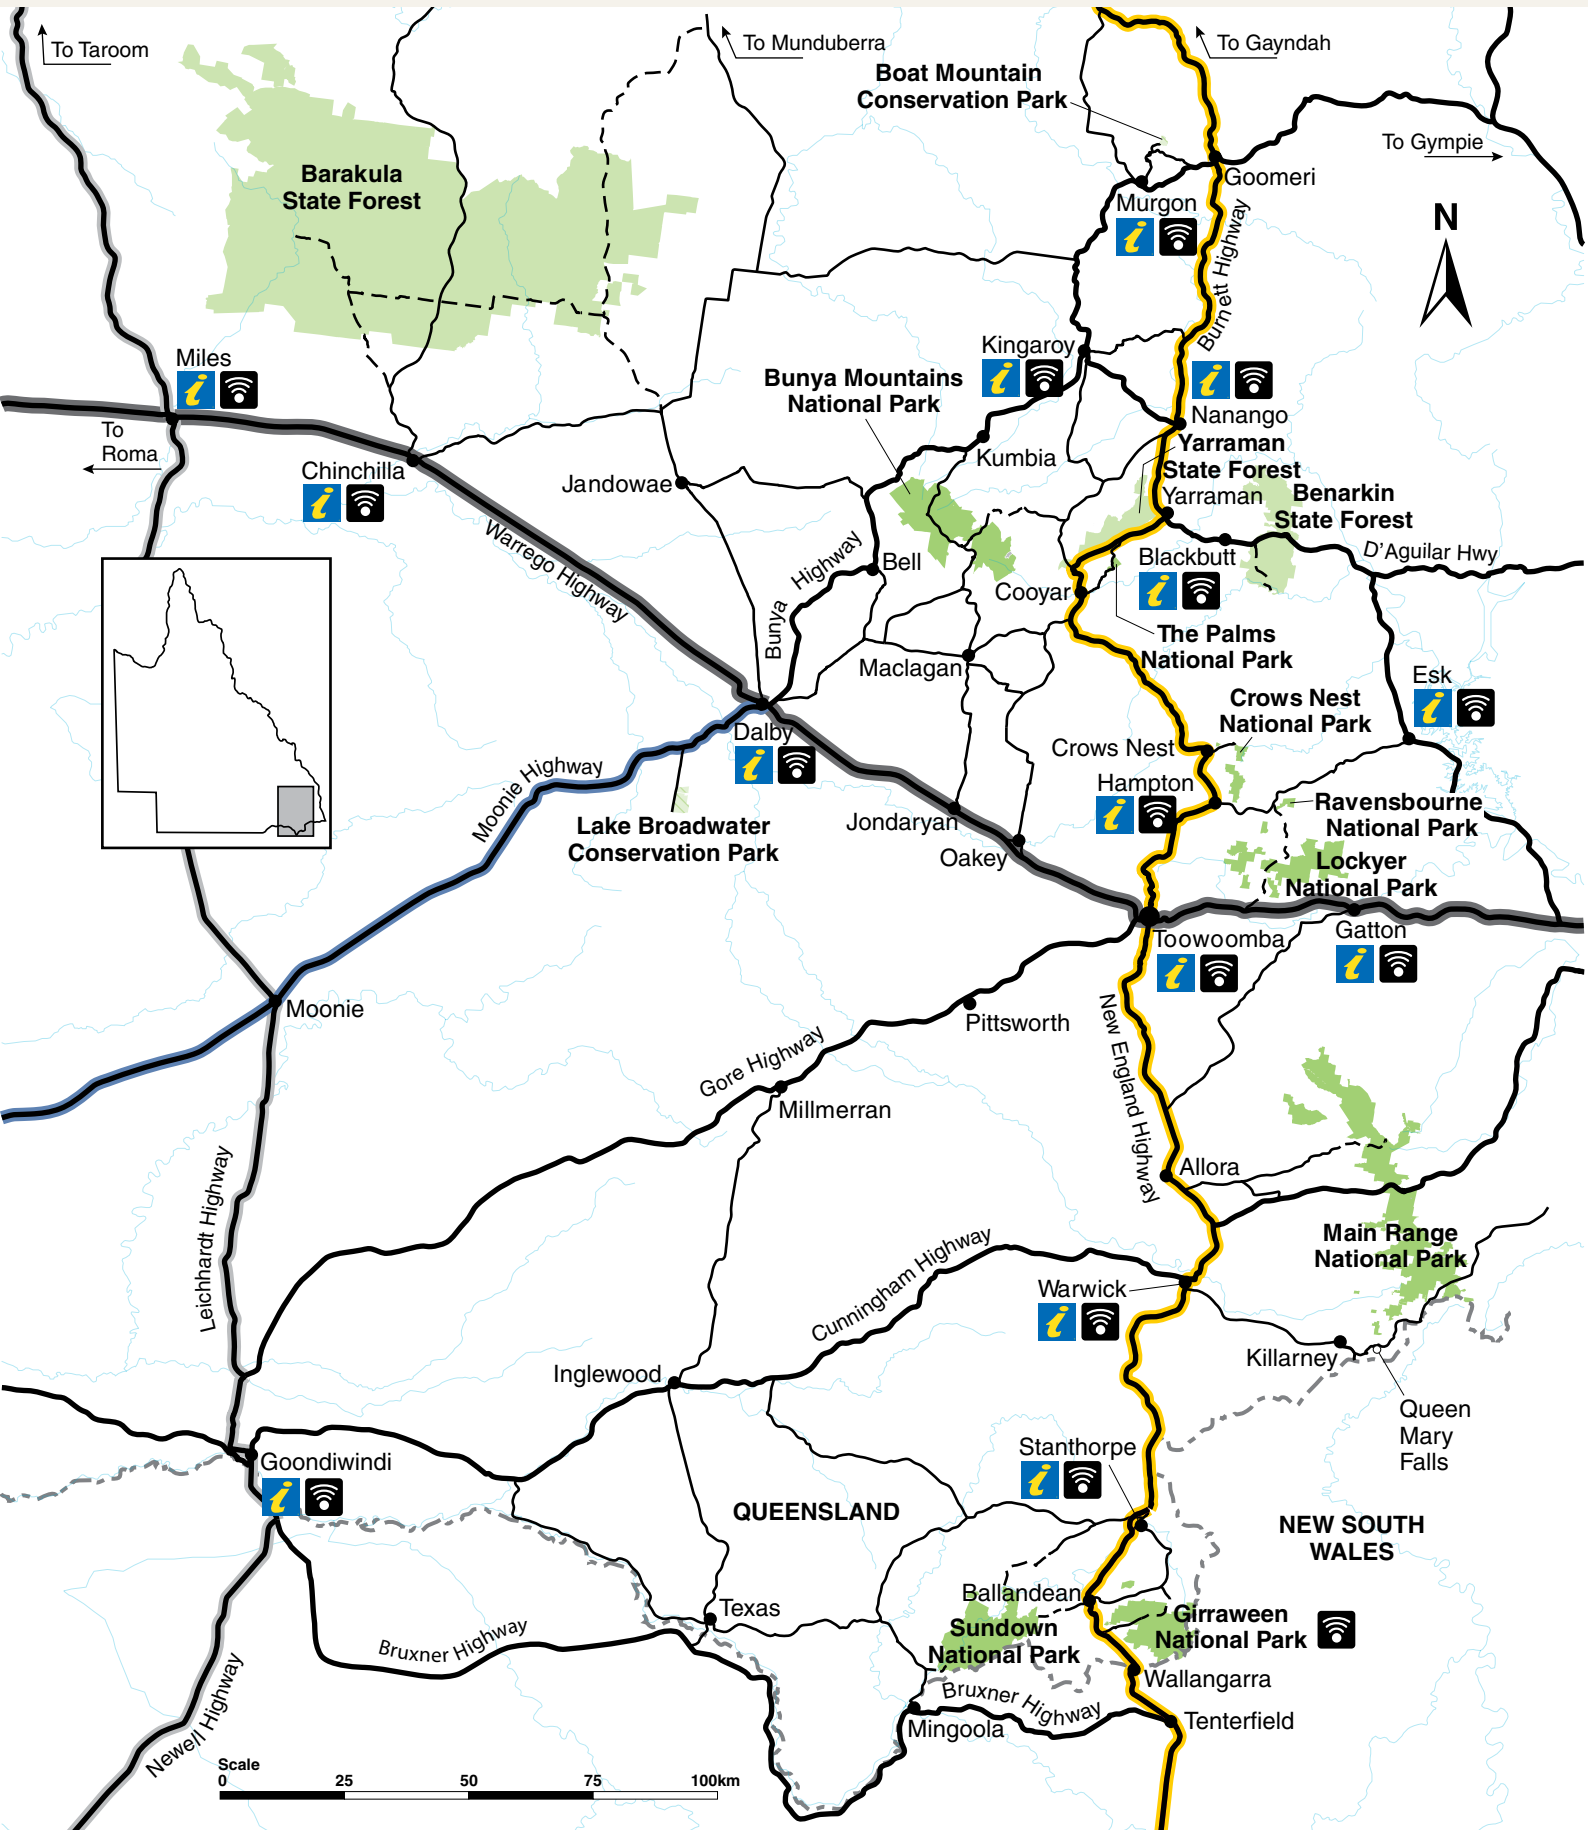 To Taroom
To Munduberra
To Gayndah
Boat Mountain
Conservation Park
To Gympie
Barakula
State Forest
Goomeri
Murgon
N
Burnett Highway
Kingaroy
Miles
Bunya Mountains
National Park
Nanango
To
Roma
Yarraman
State Forest
Kumbia
Chinchilla
Jandowae
Yarraman
Benarkin
State Forest
Warrego Highway
Bunya Highway
Bell
Blackbutt
D'Aguilar Hwy
Cooyar
The Palms
National Park
Maclagan
Esk
Crows Nest
National Park
Dalby
Crows Nest
Moonie Highway
Hampton
Ravensbourne
National Park
Lake Broadwater
Conservation Park
Jondaryan
Oakey
Lockyer
National Park
Toowoomba
Gatton
Moonie
Pittsworth
New England Highway
Gore Highway
Millmerran
Leichhardt Highway
Allora
Main Range
National Park
Cunningham Highway
Warwick
Killarney
Inglewood
Queen
Mary
Falls
Stanthorpe
Goondiwindi
QUEENSLAND
NEW SOUTH
WALES
Ballandean
Texas
Sundown
National Park
Girraween
National Park
Bruxner Highway
Wallangarra
Bruxner Highway
Newell Highway
Mingoola
Tenterfield
Scale
0 25 50 75 100km